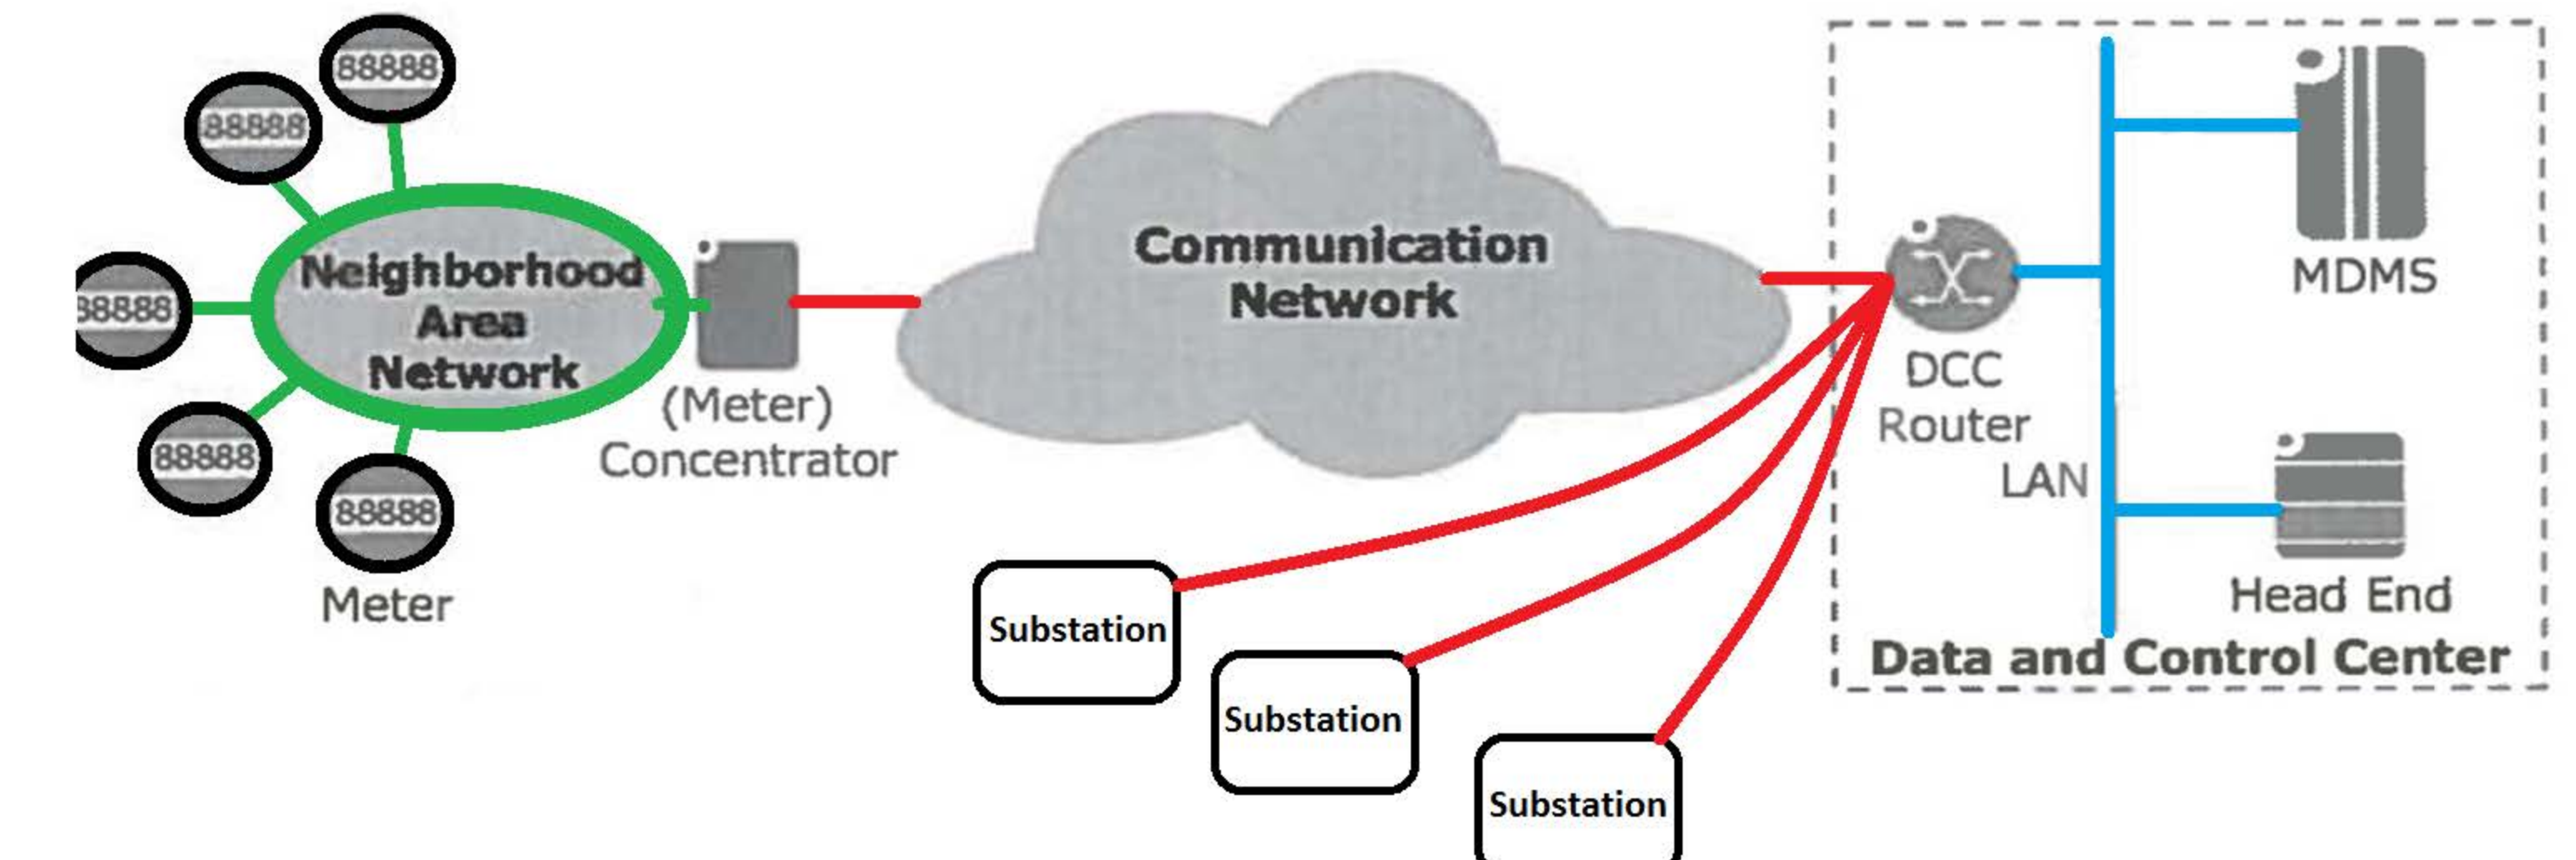 88888
88888
88888
88888
88888
Meter
Neighborhood
Area
Network
(Meter)
Concentrator
Communication
Network
Substation
Substation
Substation
DCC
Router
LAN
MDMS
Head End
Data and Control Center